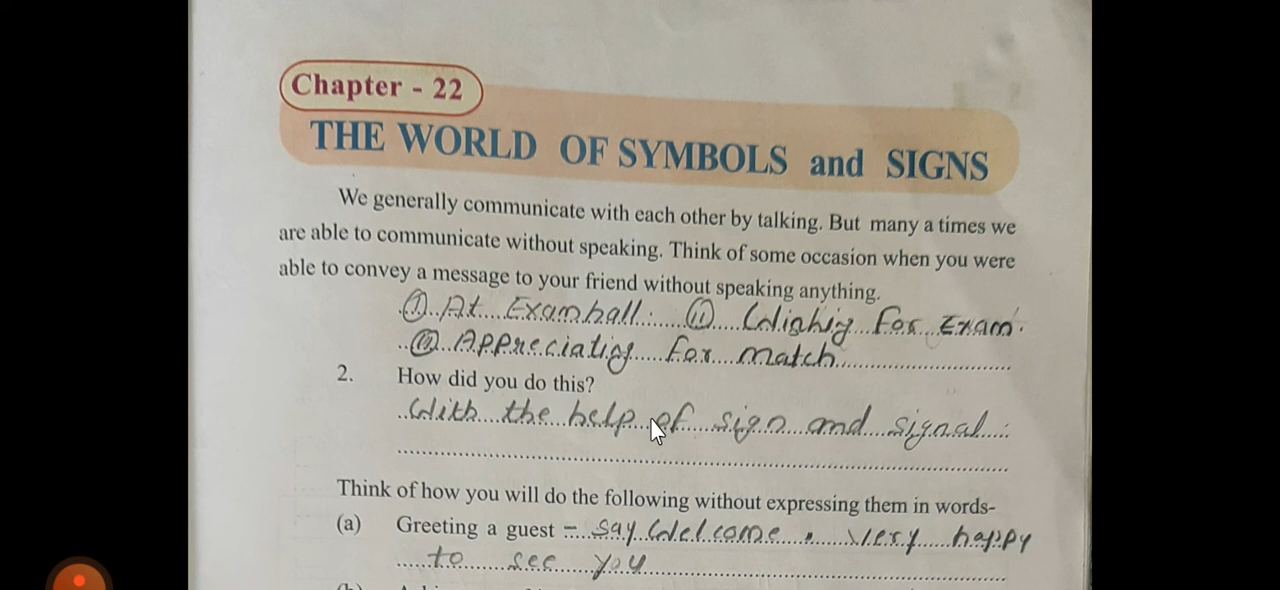 Chapter - 22
THE WORLD OF SYMBOLS and SIGNS
We generally communicate with each other by talking. But many a times we
are able to communicate without speaking. Think of some occasion when you were
able to convey a message to your friend without speaking anything.
(i) At Exam hall. (ii) Wishing For Exam.
(iii) Appreciating For match
2. How did you do this?
With the help of sign and signal.
Think of how you will do the following without expressing them in words-
(a) Greeting a guest - say Welcome, very happy
to see you